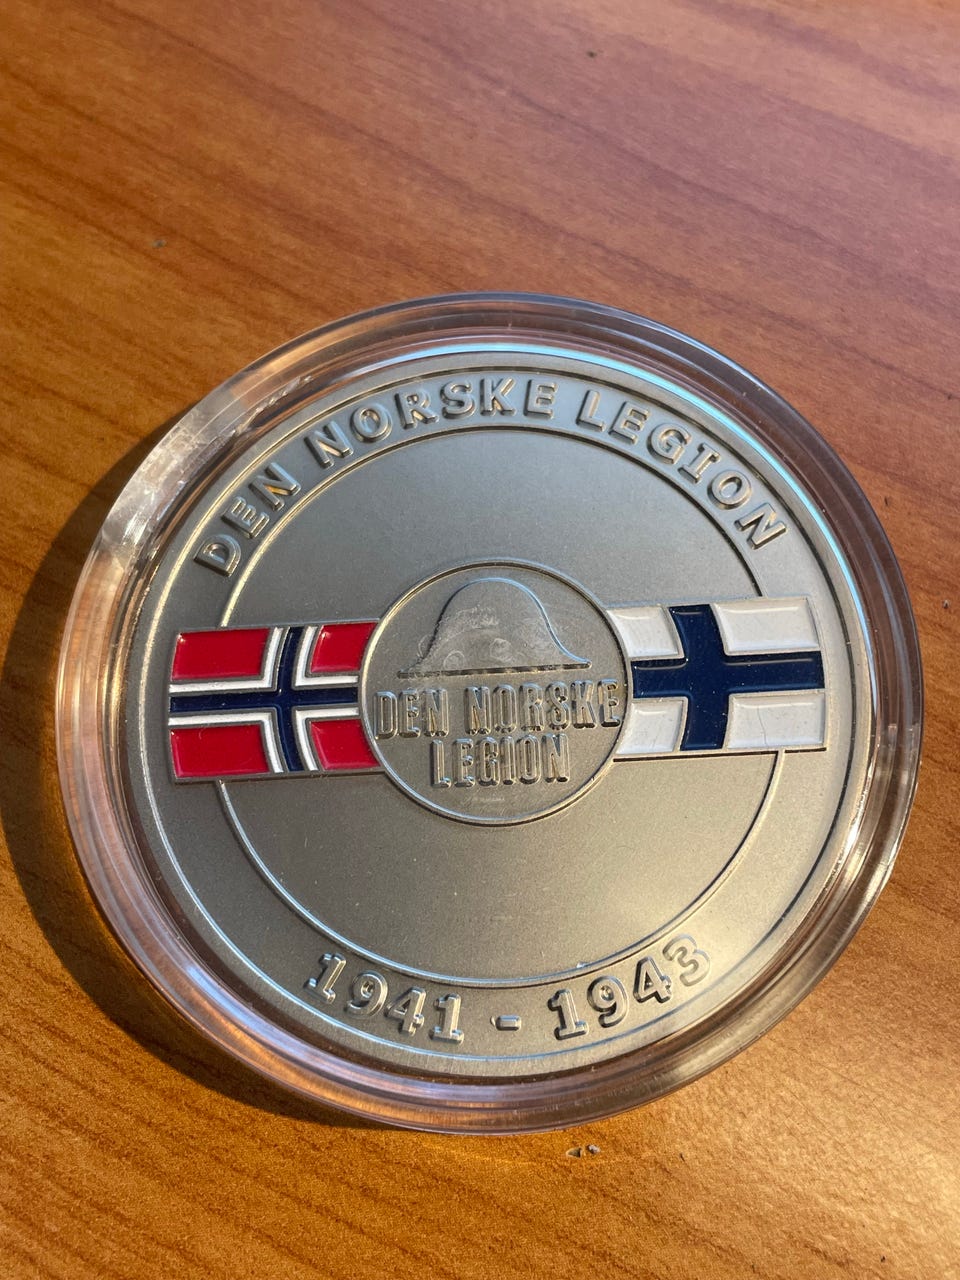 DEN NORSKE LEGION
DEN NORSKE
LEGION
1941 - 1943